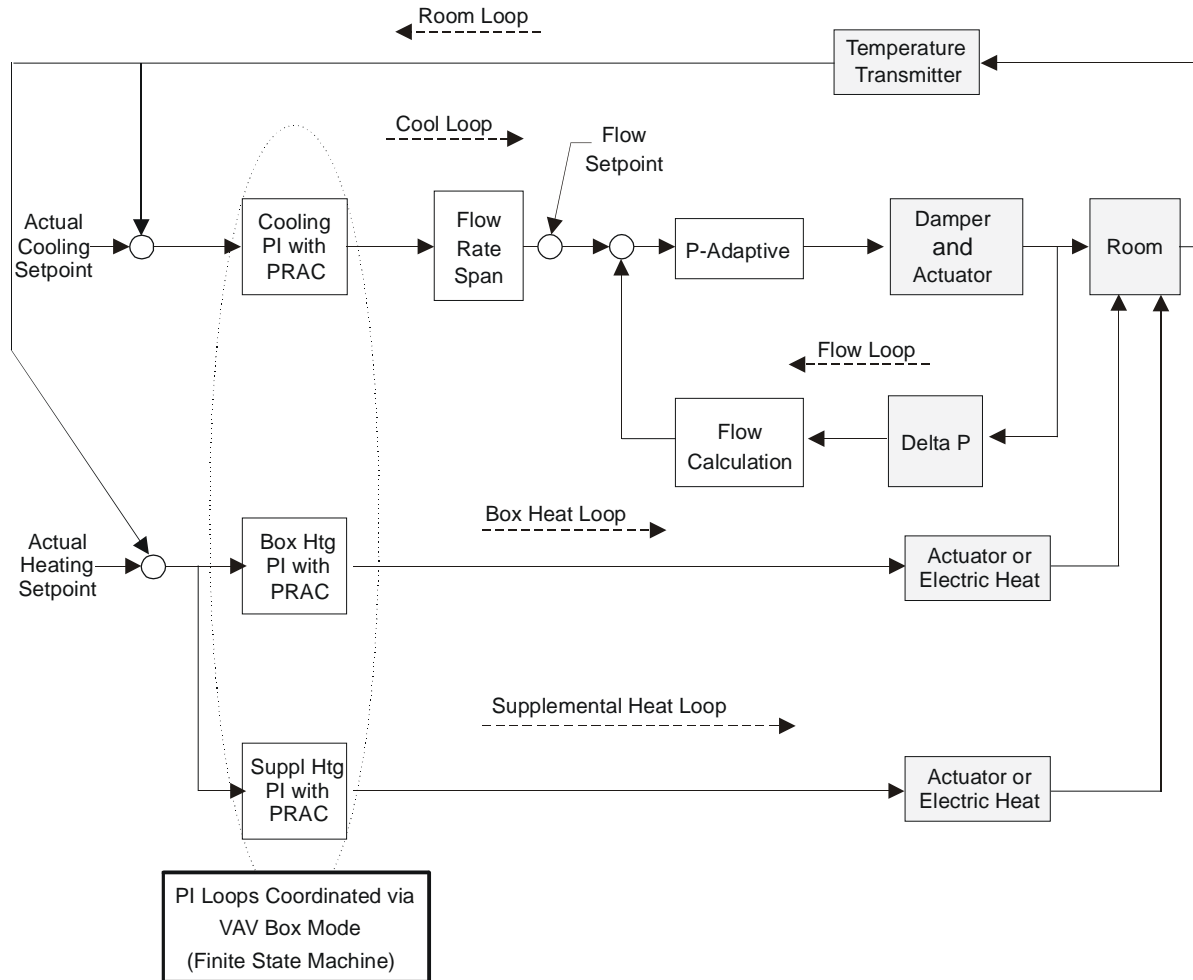 Room Loop
Temperature
Transmitter
Cool Loop
Flow
Setpoint
Actual
Cooling
Setpoint
Cooling
PI with
PRAC
Flow
Rate
Span
P-Adaptive
Damper
and
Actuator
Room
Flow Loop
Flow
Calculation
Delta P
Box Heat Loop
Actual
Heating
Setpoint
Box Htg
PI with
PRAC
Actuator or
Electric Heat
Supplemental Heat Loop
Suppl Htg
PI with
PRAC
Actuator or
Electric Heat
PI Loops Coordinated via
VAV Box Mode
(Finite State Machine)